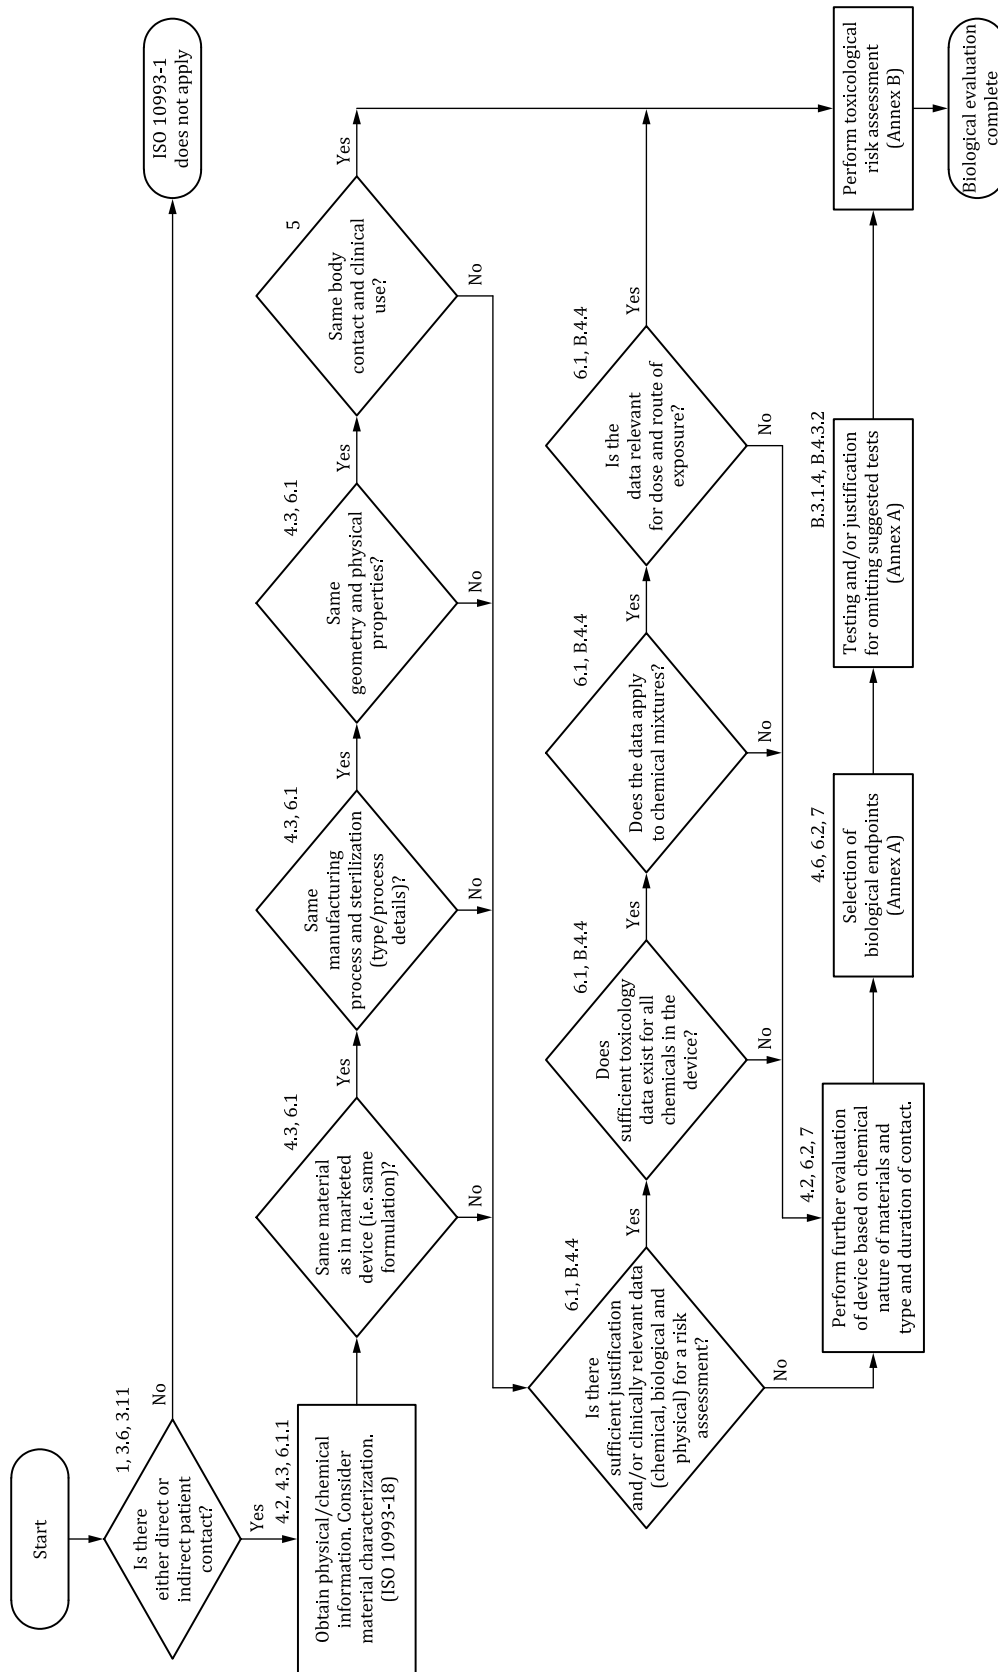 Start
1, 3.6, 3.11
Is there
either direct or
indirect patient
contact?
No
ISO 10993-1
does not apply
Yes
4.2, 4.3, 6.1.1
Obtain physical/chemical
information. Consider
material characterization.
(ISO 10993-18)
4.3, 6.1
Same material
as in marketed
device (i.e. same
formulation)?
Yes
No
4.3, 6.1
Same
manufacturing
process and sterilization
(type/process
details)?
Yes
No
4.3, 6.1
Same
geometry and physical
properties?
Yes
No
5
Same body
contact and clinical
use?
Yes
No
6.1, B.4.4
Is there
sufficient justification
and/or clinically relevant data
(chemical, biological and
physical) for a risk
assessment?
Yes
No
6.1, B.4.4
Does
sufficient toxicology
data exist for all
chemicals in the
device?
Yes
No
6.1, B.4.4
Does the data apply
to chemical mixtures?
Yes
No
6.1, B.4.4
Is the
data relevant
for dose and route of
exposure?
Yes
No
4.2, 6.2, 7
Perform further evaluation
of device based on chemical
nature of materials and
type and duration of contact.
4.6, 6.2, 7
Selection of
biological endpoints
(Annex A)
B.3.1.4, B.4.3.2
Testing and/or justification
for omitting suggested tests
(Annex A)
Perform toxicological
risk assessment
(Annex B)
Biological evaluation
complete